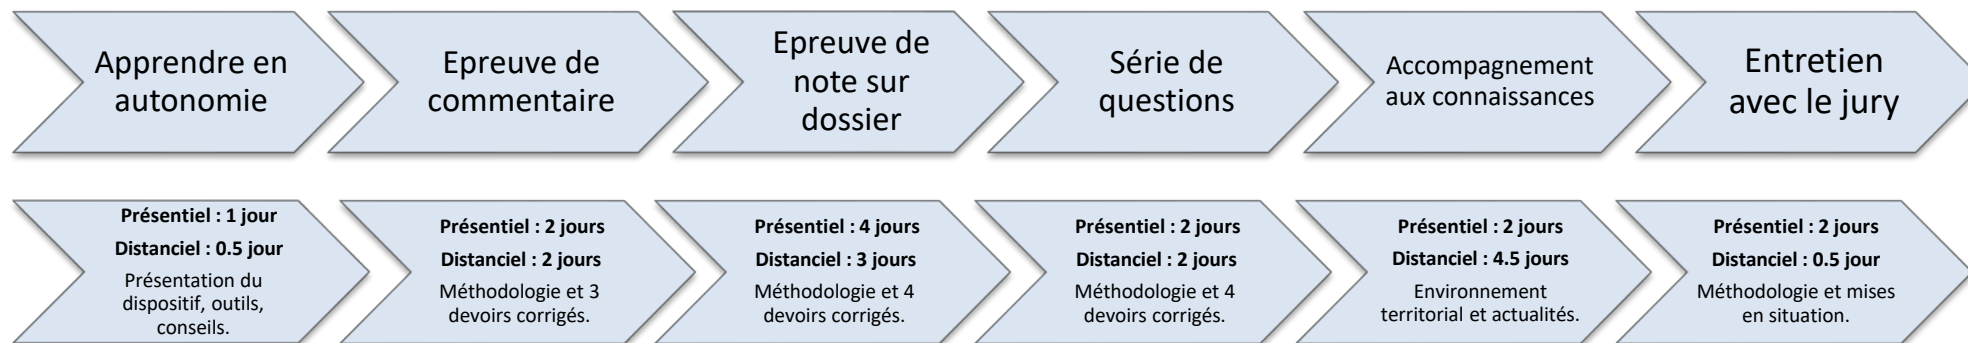 Apprendre en
autonomie
Epreuve de
commentaire
Epreuve de
note sur
dossier
Série de
questions
Accompagnement
aux connaissances
Entretien
avec le jury
Présentiel : 1 jour
Distanciel : 0.5 jour
Présentation du
dispositif, outils,
conseils.
Présentiel : 2 jours
Distanciel : 2 jours
Méthodologie et 3
devoirs corrigés.
Présentiel : 4 jours
Distanciel : 3 jours
Méthodologie et 4
devoirs corrigés.
Présentiel : 2 jours
Distanciel : 2 jours
Méthodologie et 4
devoirs corrigés.
Présentiel : 2 jours
Distanciel : 4.5 jours
Environnement
territorial et actualités.
Présentiel : 2 jours
Distanciel : 0.5 jour
Méthodologie et mises
en situation.